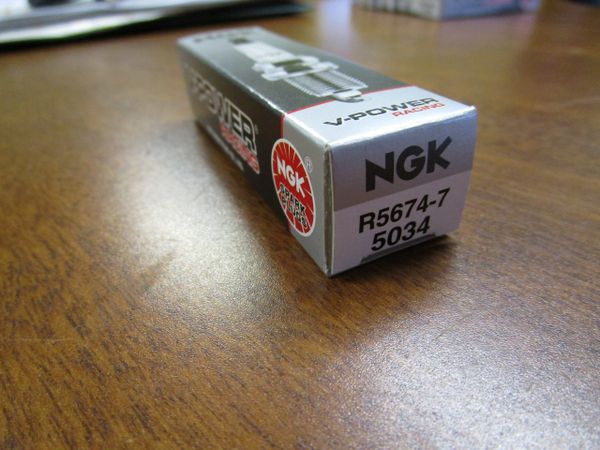 V-POWER
RACING
NGK
R5674-7
5034
NGK
SPARK
PLUGS
®
POWER®
RACING